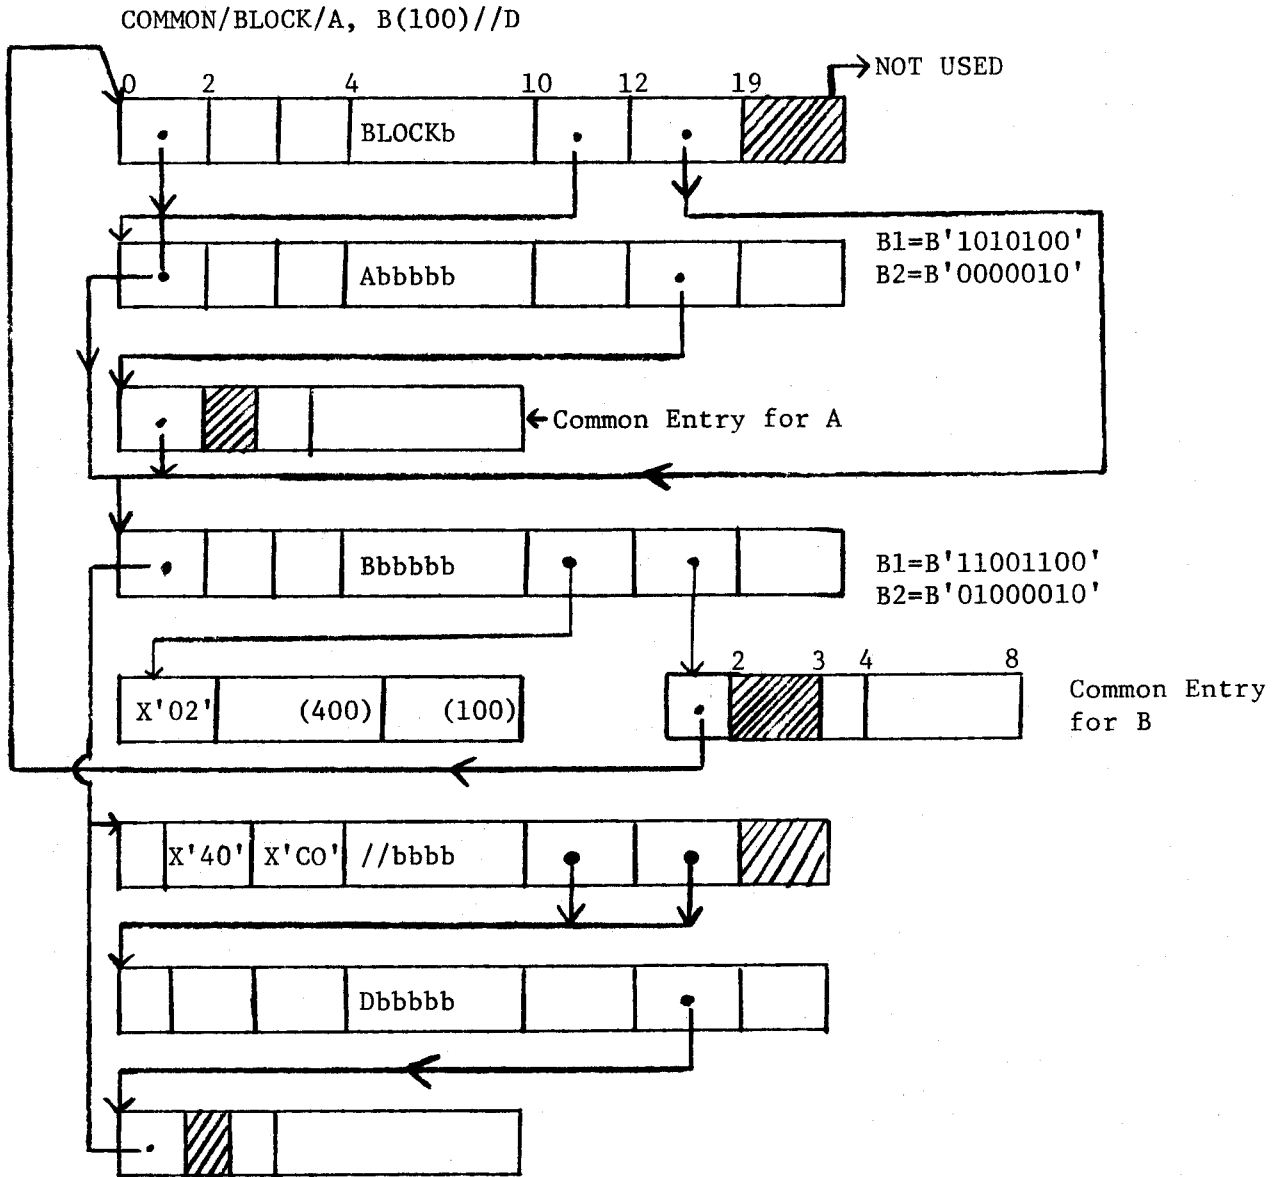 COMMON/BLOCK/A, B(100)//D
NOT USED
0 2 4 10 12 19
BLOCKb
B1=B'1010100'
Abbbbb
B2=B'0000010'
Common Entry for A
Bbbbbb
B1=B'11001100'
B2=B'01000010'
2 3 4 8
X'02' (400) (100)
Common Entry
for B
X'40' X'CO' //bbbb
Dbbbbb